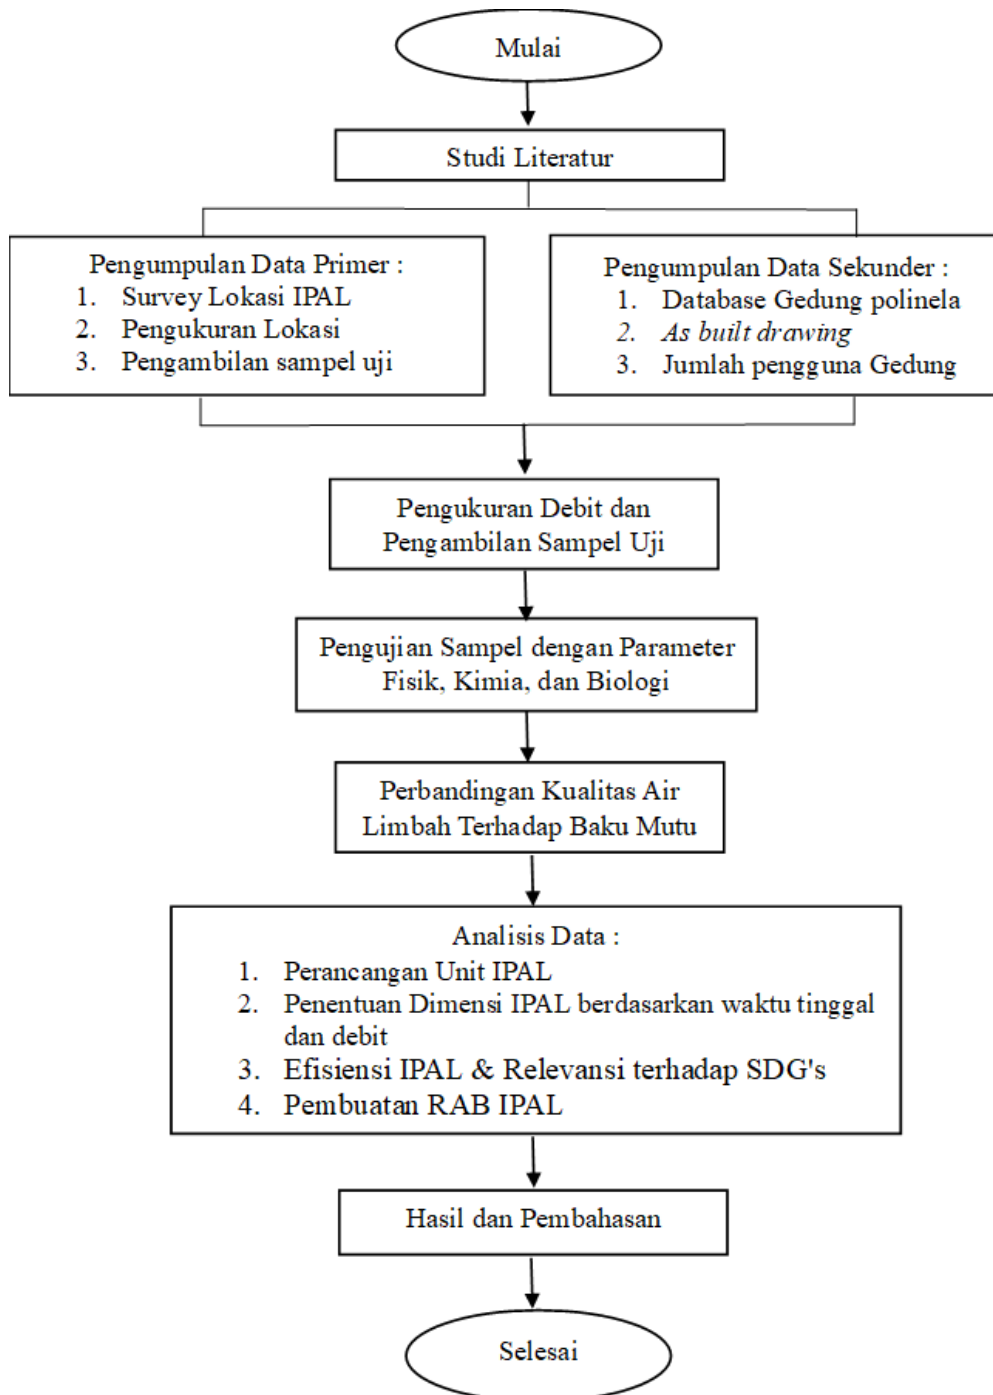 Mulai
Studi Literatur
Pengumpulan Data Primer :
1. Survey Lokasi IPAL
2. Pengukuran Lokasi
3. Pengambilan sampel uji
Pengumpulan Data Sekunder :
1. Database Gedung polinela
2. As built drawing
3. Jumlah pengguna Gedung
Pengukuran Debit dan
Pengambilan Sampel Uji
Pengujian Sampel dengan Parameter
Fisik, Kimia, dan Biologi
Perbandingan Kualitas Air
Limbah Terhadap Baku Mutu
Analisis Data :
1. Perancangan Unit IPAL
2. Penentuan Dimensi IPAL berdasarkan waktu tinggal
dan debit
3. Efisiensi IPAL & Relevansi terhadap SDG's
4. Pembuatan RAB IPAL
Hasil dan Pembahasan
Selesai